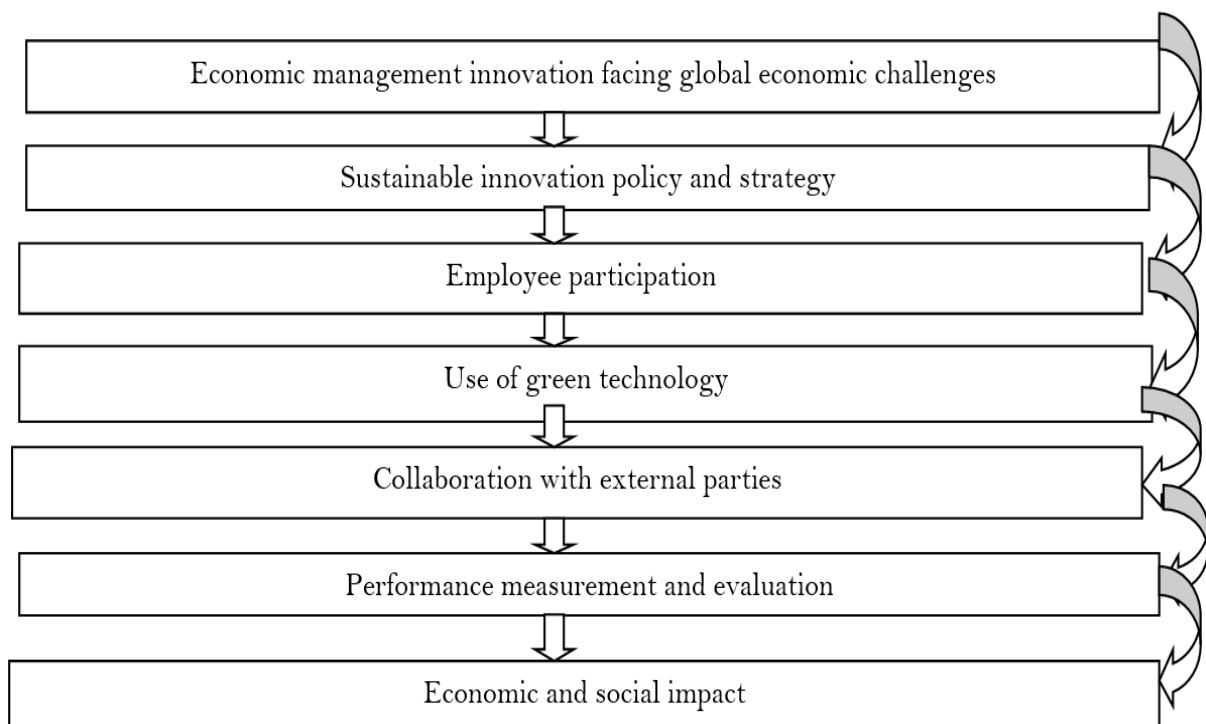 Economic management innovation facing global economic challenges
Sustainable innovation policy and strategy
Employee participation
Use of green technology
Collaboration with external parties
Performance measurement and evaluation
Economic and social impact